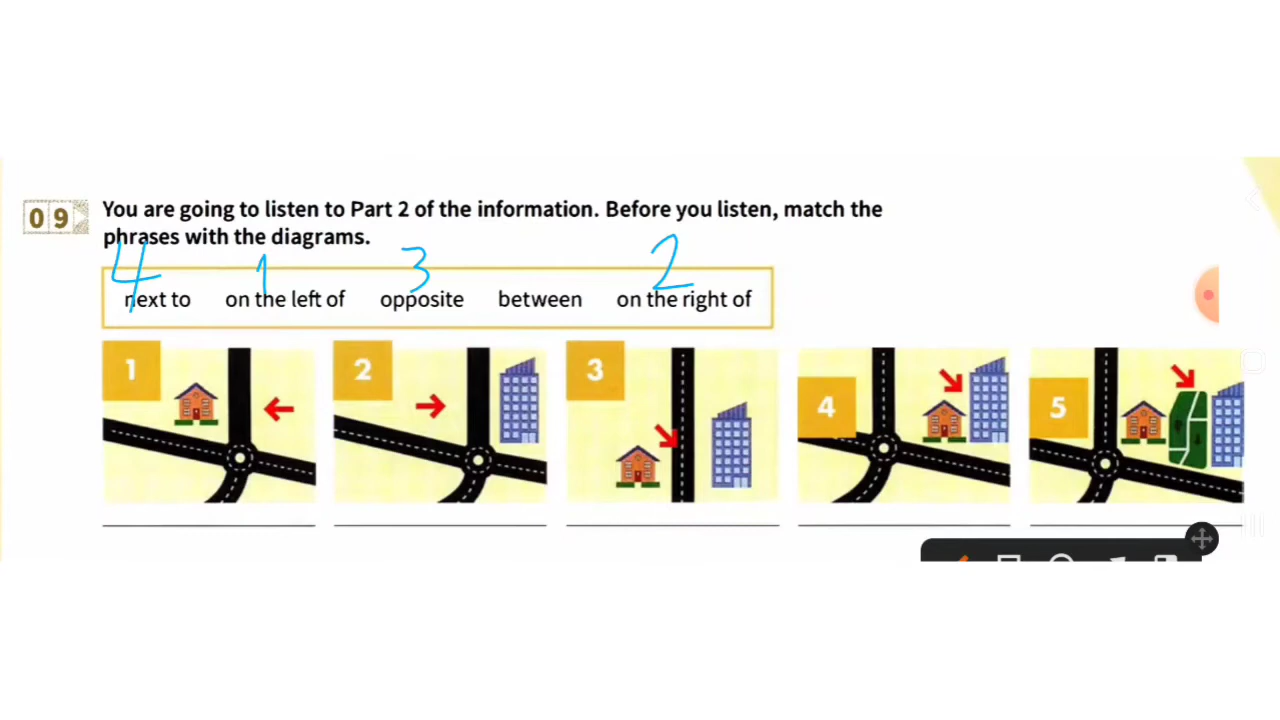 0 9
You are going to listen to Part 2 of the information. Before you listen, match the
phrases with the diagrams.
4 1 3 2
next to on the left of opposite between on the right of
1 2 3 4 5